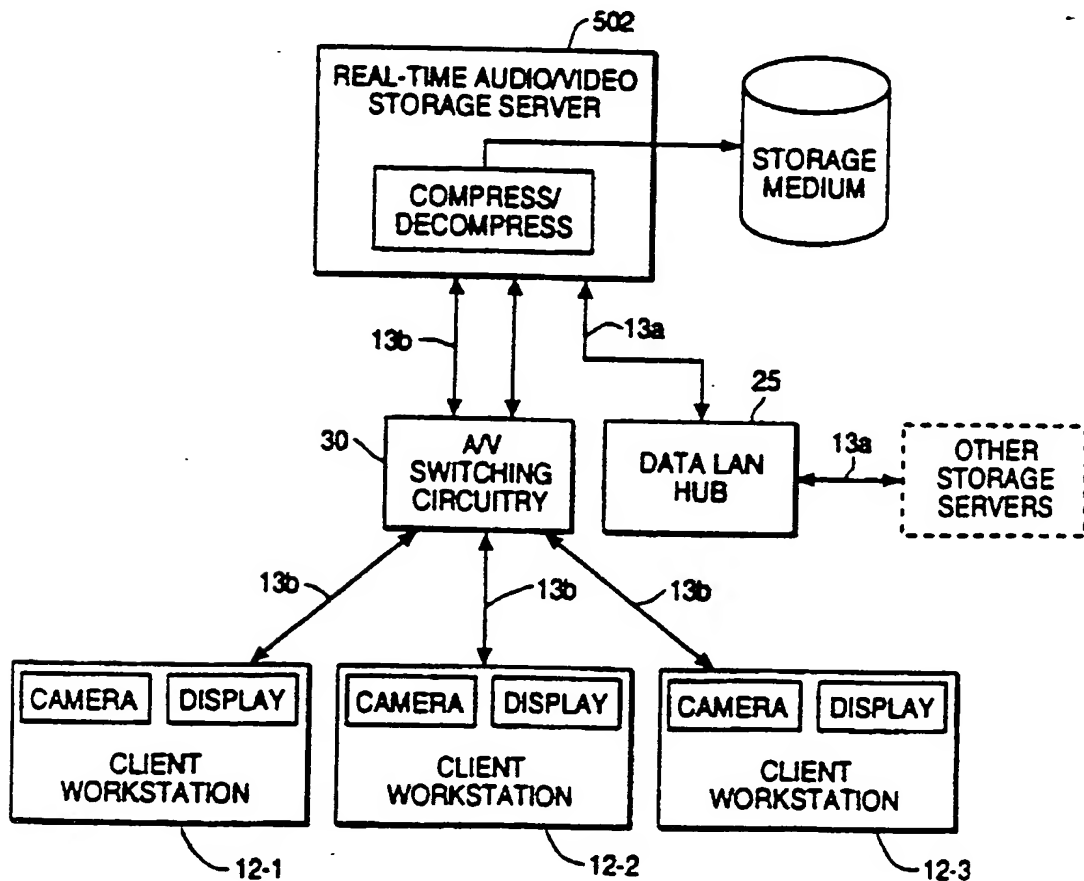 502
REAL-TIME AUDIO/VIDEO
STORAGE SERVER
COMPRESS/
DECOMPRESS
STORAGE
MEDIUM
13b
13a
30
A/V
SWITCHING
CIRCUITRY
25
DATA LAN
HUB
13a
OTHER
STORAGE
SERVERS
13b
13b
13b
CAMERA
DISPLAY
CLIENT
WORKSTATION
12-1
CAMERA
DISPLAY
CLIENT
WORKSTATION
12-2
CAMERA
DISPLAY
CLIENT
WORKSTATION
12-3